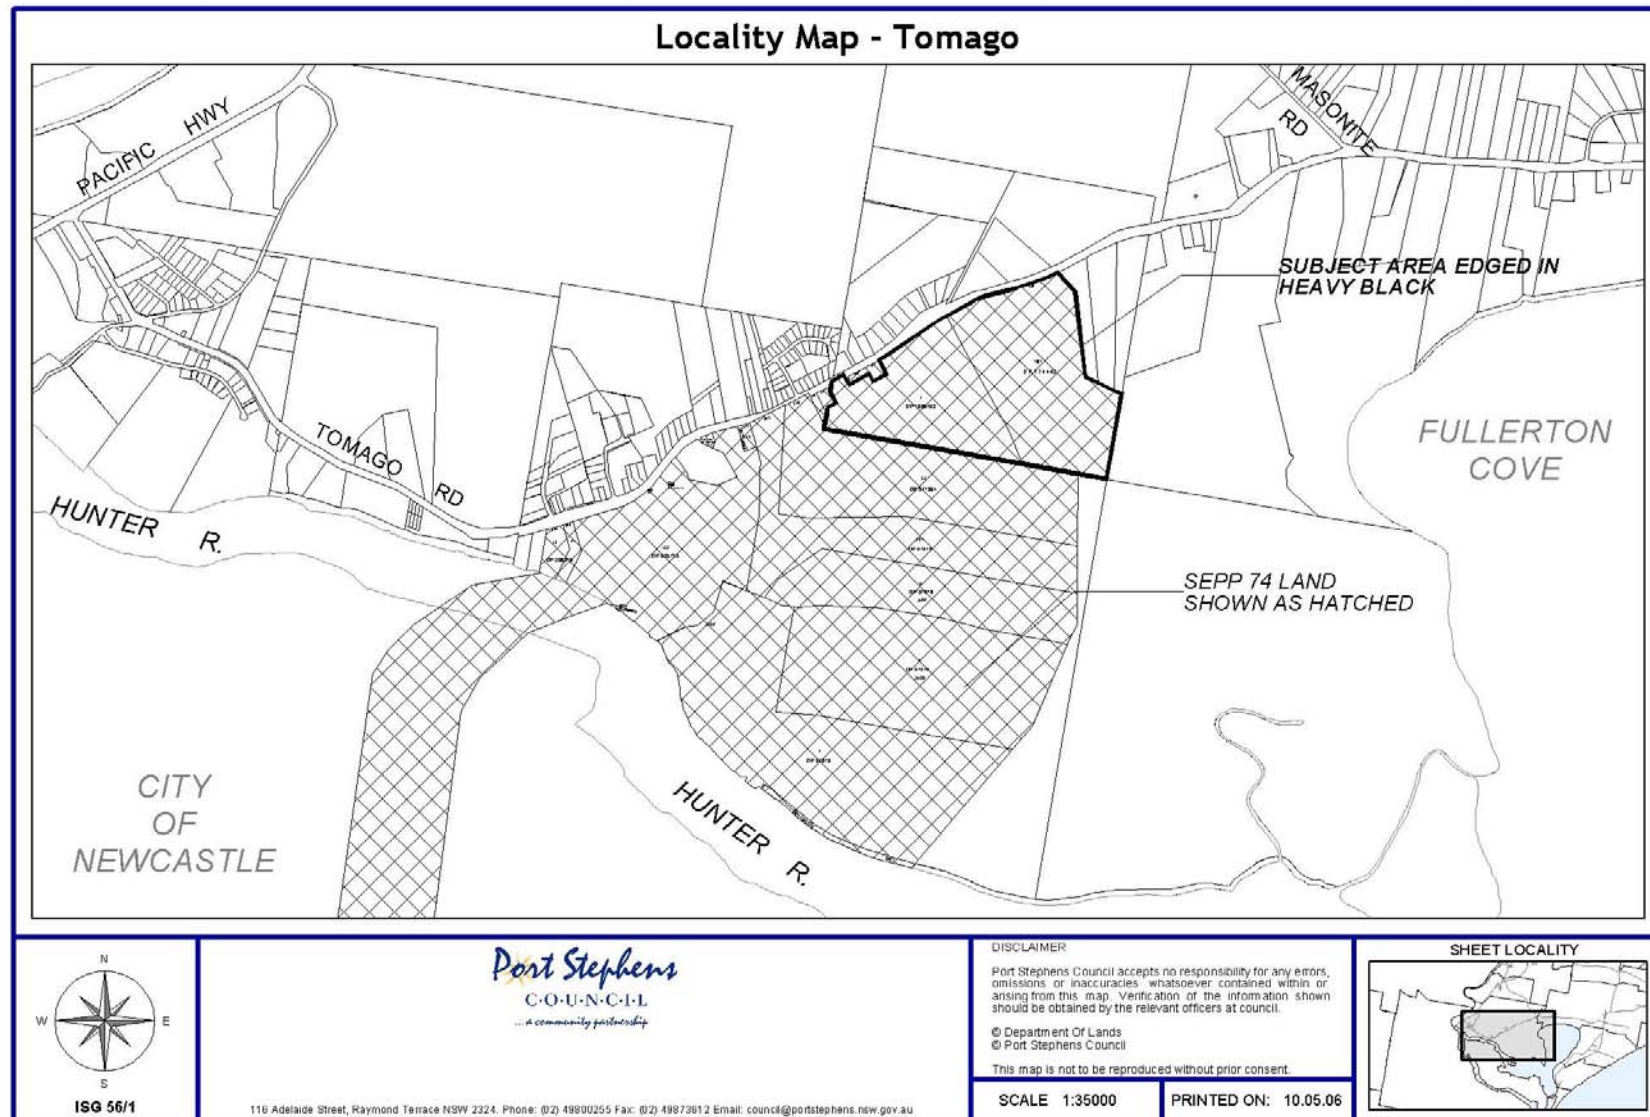 Locality Map - Tomago
PACIFIC HWY
MASONITE
RD
SUBJECT AREA EDGED IN
HEAVY BLACK
FULLERTON
COVE
TOMAGO
RD
HUNTER R.
SEPP 74 LAND
SHOWN AS HATCHED
CITY
OF
NEWCASTLE
HUNTER
R.
N
W
E
S
ISG 56/1
Port Stephens
C·O·U·N·C·I·L
... a community partnership
116 Adelaide Street, Raymond Terrace NSW 2324. Phone: (02) 49800255 Fax: (02) 49873612 Email: council@portstephens.nsw.gov.au
DISCLAIMER
Port Stephens Council accepts no responsibility for any errors,
omissions or inaccuracies whatsoever contained within or
arising from this map. Verification of the information shown
should be obtained by the relevant officers at council.
© Department Of Lands
© Port Stephens Council
This map is not to be reproduced without prior consent.
SCALE 1:35000
PRINTED ON: 10.05.06
SHEET LOCALITY